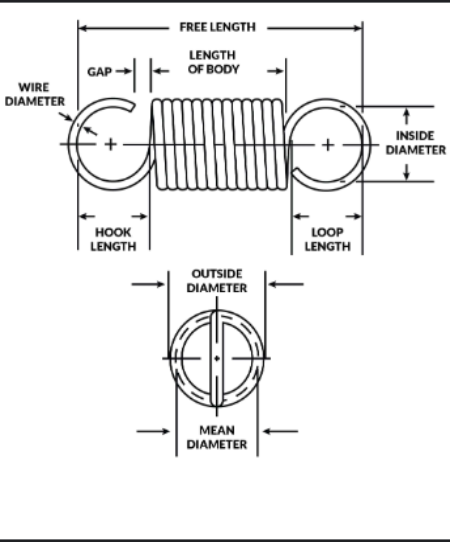 FREE LENGTH
LENGTH
OF BODY
GAP
WIRE
DIAMETER
INSIDE
DIAMETER
HOOK
LENGTH
LOOP
LENGTH
OUTSIDE
DIAMETER
MEAN
DIAMETER